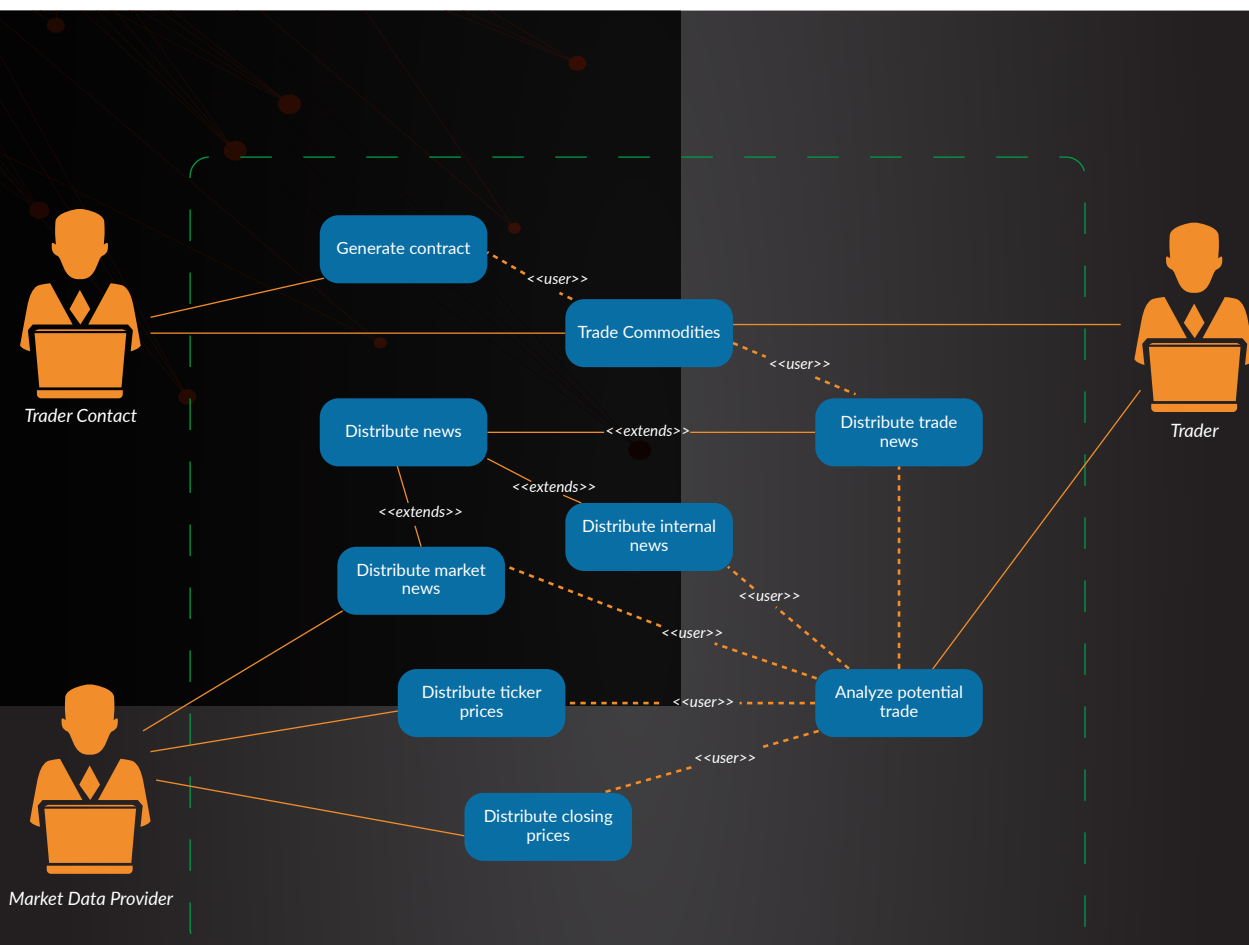 Generate contract
<<user>>
Trade Commodities
<<user>>
Trader Contact
Distribute news
<<extends>>
Distribute trade
news
Trader
<<extends>>
<<extends>>
Distribute internal
news
Distribute market
news
<<user>>
<<user>>
Distribute ticker
prices
<<user>>
Analyze potential
trade
<<user>>
Distribute closing
prices
Market Data Provider